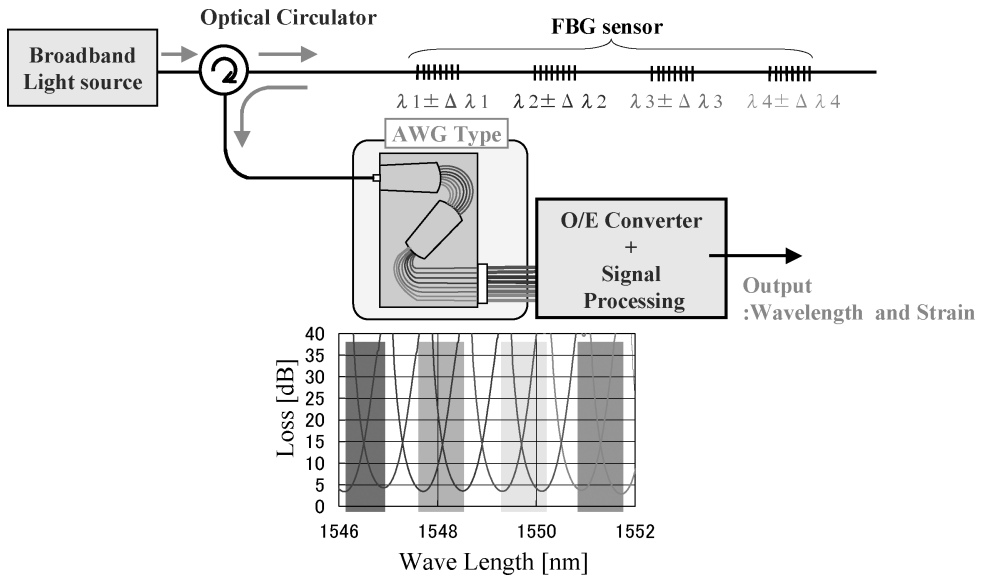 Optical Circulator
FBG sensor
Broadband
Light source
λ1±Δ λ1
λ2±Δ λ2
λ3±Δ λ3
λ4±Δ λ4
AWG Type
O/E Converter
+
Signal
Processing
Output
:Wavelength and Strain
Loss [dB]
40
35
30
25
20
15
10
5
0
1546
1548
1550
1552
Wave Length [nm]